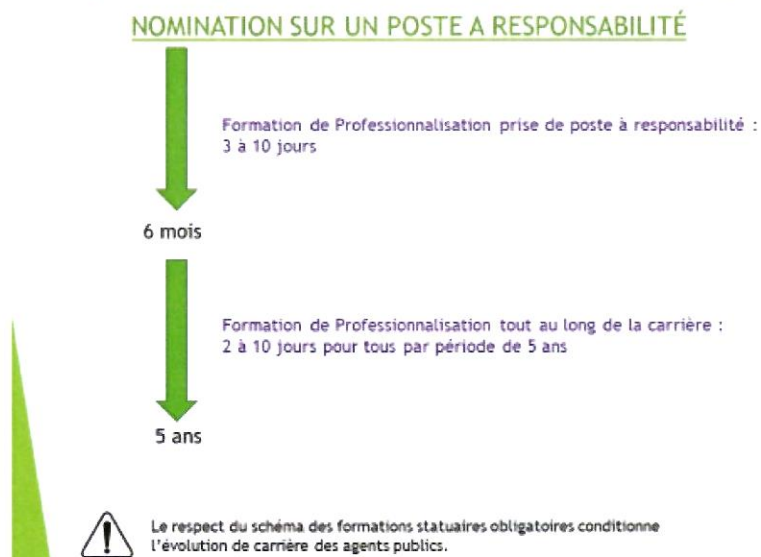 NOMINATION SUR UN POSTE A RESPONSABILITÉ
Formation de Professionnalisation prise de poste à responsabilité :
3 à 10 jours
6 mois
Formation de Professionnalisation tout au long de la carrière :
2 à 10 jours pour tous par période de 5 ans
5 ans
Le respect du schéma des formations statuaires obligatoires conditionne
l'évolution de carrière des agents publics.